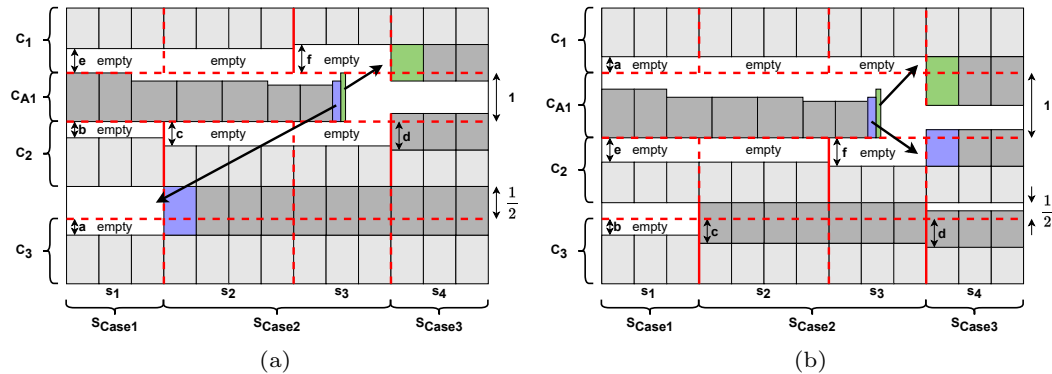 C1
e empty
empty
f empty
CA1
1
b empty
c empty
empty
d
C2
1/2
a empty
C3
s1
s2
s3
s4
SCase1
SCase2
SCase3
(a)
C1
a empty
empty
empty
CA1
1
e empty
empty
f empty
C2
1/2
b empty
c
d
C3
s1
s2
s3
s4
SCase1
SCase2
SCase3
(b)